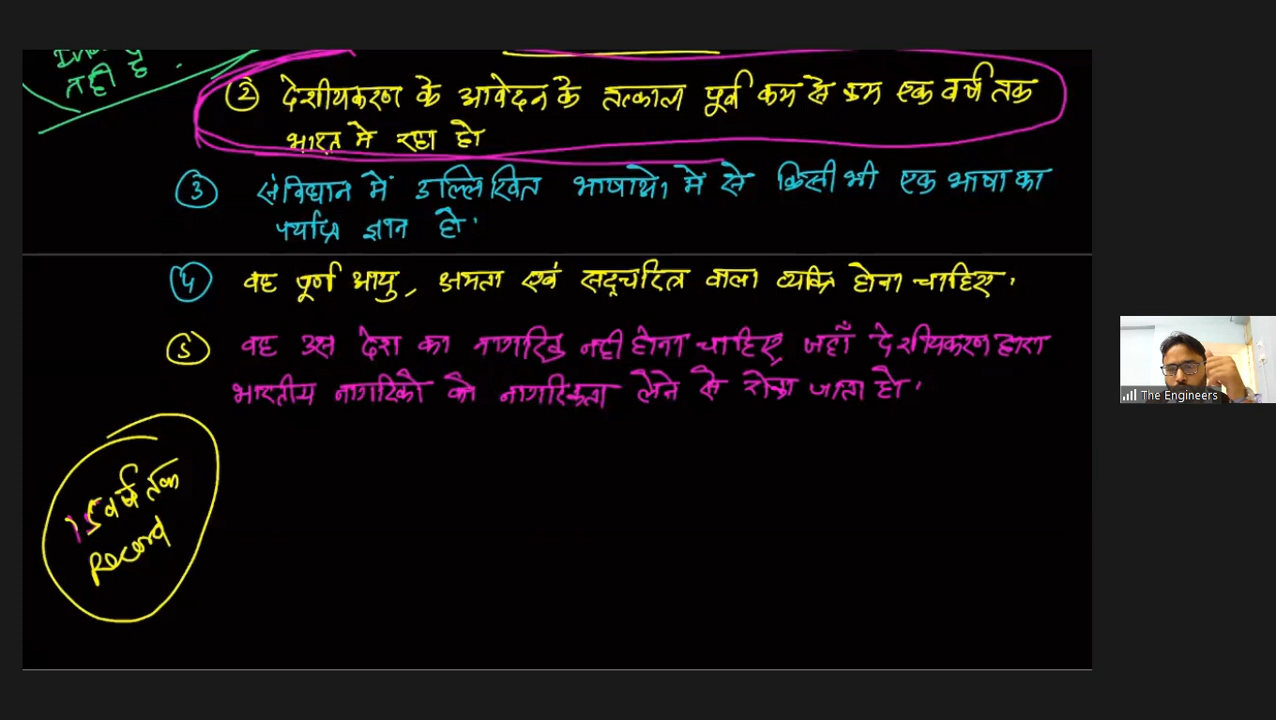 नही है.
② देशीयकरण के आवेदन के तत्काल पूर्व कम से कम एक वर्ष तक
भारत मे रहा हो
③ संविधान में उल्लिखित भाषाओ मे से किसी भी एक भाषा का
पर्याप्त ज्ञान हो.
④ वह पूर्ण आयु, क्षमता एवं सद्चरित्र वाला व्यक्ति होना चाहिए.
⑤ वह उस देश का नागरिक नही होना चाहिए, जहाँ देशीयकरण द्वारा
भारतीय नागरिको को नागरिकता लेने से रोका जाता हो.
15 वर्ष तक
Record
The Engineers